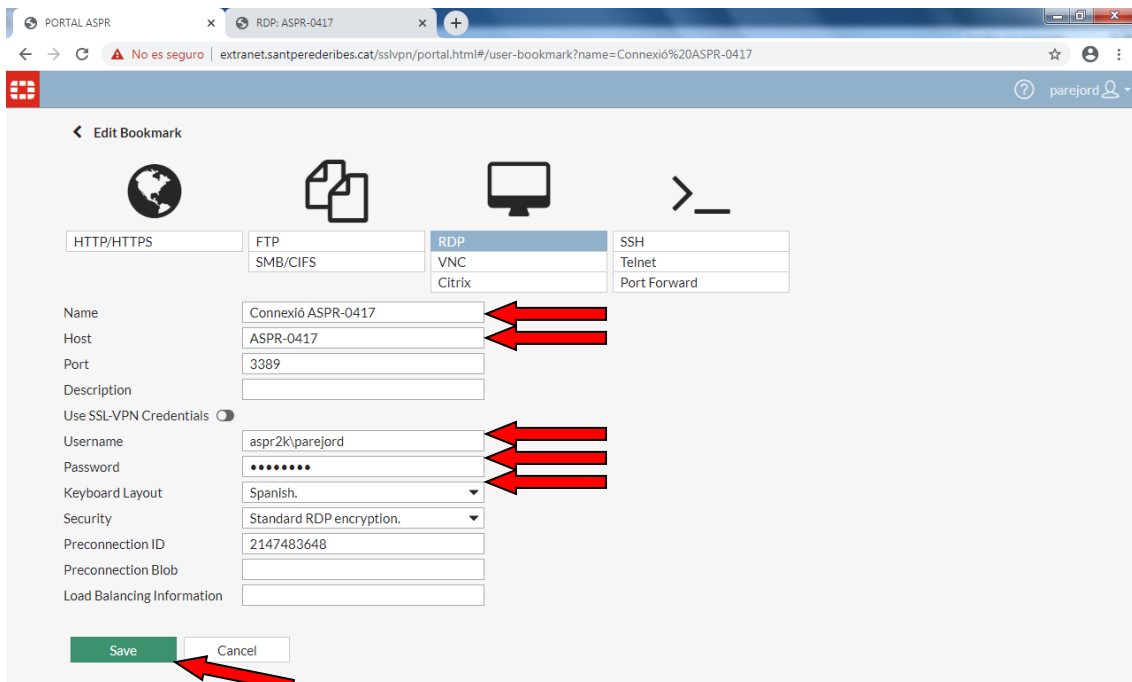 PORTAL ASPR
RDP: ASPR-0417
No es seguro | extranet.santperederibes.cat/sslvpn/portal.html#/user-bookmark?name=Connexió%20ASPR-0417
parejord
Edit Bookmark
HTTP/HTTPS
FTP
SMB/CIFS
RDP
VNC
Citrix
SSH
Telnet
Port Forward
Name Connexió ASPR-0417
Host ASPR-0417
Port 3389
Description
Use SSL-VPN Credentials
Username aspr2k\parejord
Password ••••••••
Keyboard Layout Spanish.
Security Standard RDP encryption.
Preconnection ID 2147483648
Preconnection Blob
Load Balancing Information
Save Cancel